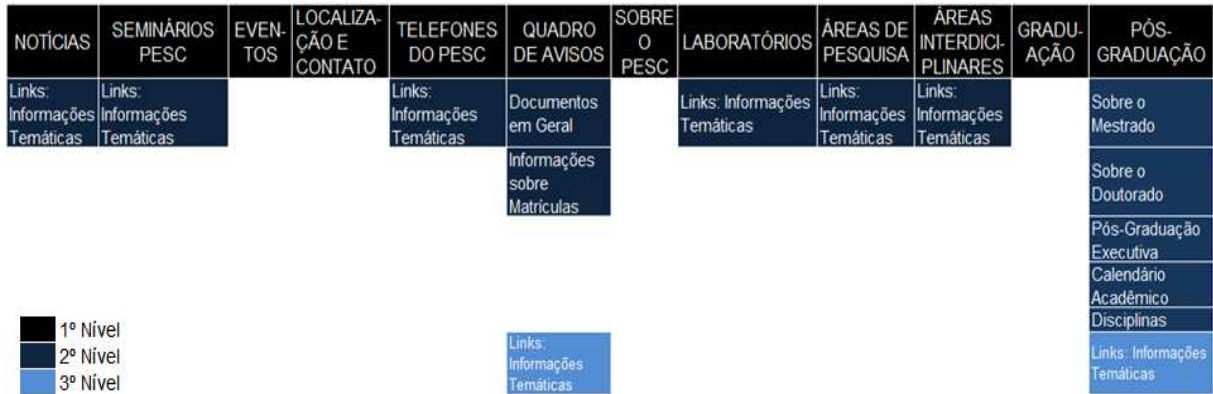 NOTÍCIAS
SEMINÁRIOS
PESC
EVEN-
TOS
LOCALIZA-
ÇÃO E
CONTATO
TELEFONES
DO PESC
QUADRO
DE AVISOS
SOBRE
O
PESC
LABORATÓRIOS
ÁREAS DE
PESQUISA
ÁREAS
INTERDICI-
PLINARES
GRADU-
AÇÃO
PÓS-
GRADUAÇÃO
Links:
Informações
Temáticas
Links:
Informações
Temáticas
Links:
Informações
Temáticas
Documentos
em Geral
Links: Informações
Temáticas
Links:
Informações
Temáticas
Links:
Informações
Temáticas
Sobre o
Mestrado
Informações
sobre
Matrículas
Sobre o
Doutorado
Pós-Graduação
Executiva
Calendário
Acadêmico
Disciplinas
Links:
Informações
Temáticas
Links: Informações
Temáticas
1º Nível
2º Nível
3º Nível